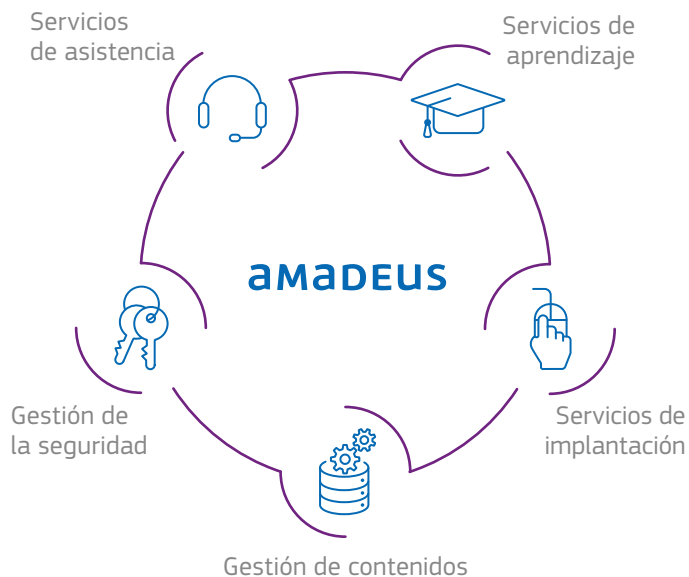 Servicios
de asistencia
Servicios de
aprendizaje
aMaDEUS
Gestión de
la seguridad
Servicios de
implantación
Gestión de contenidos